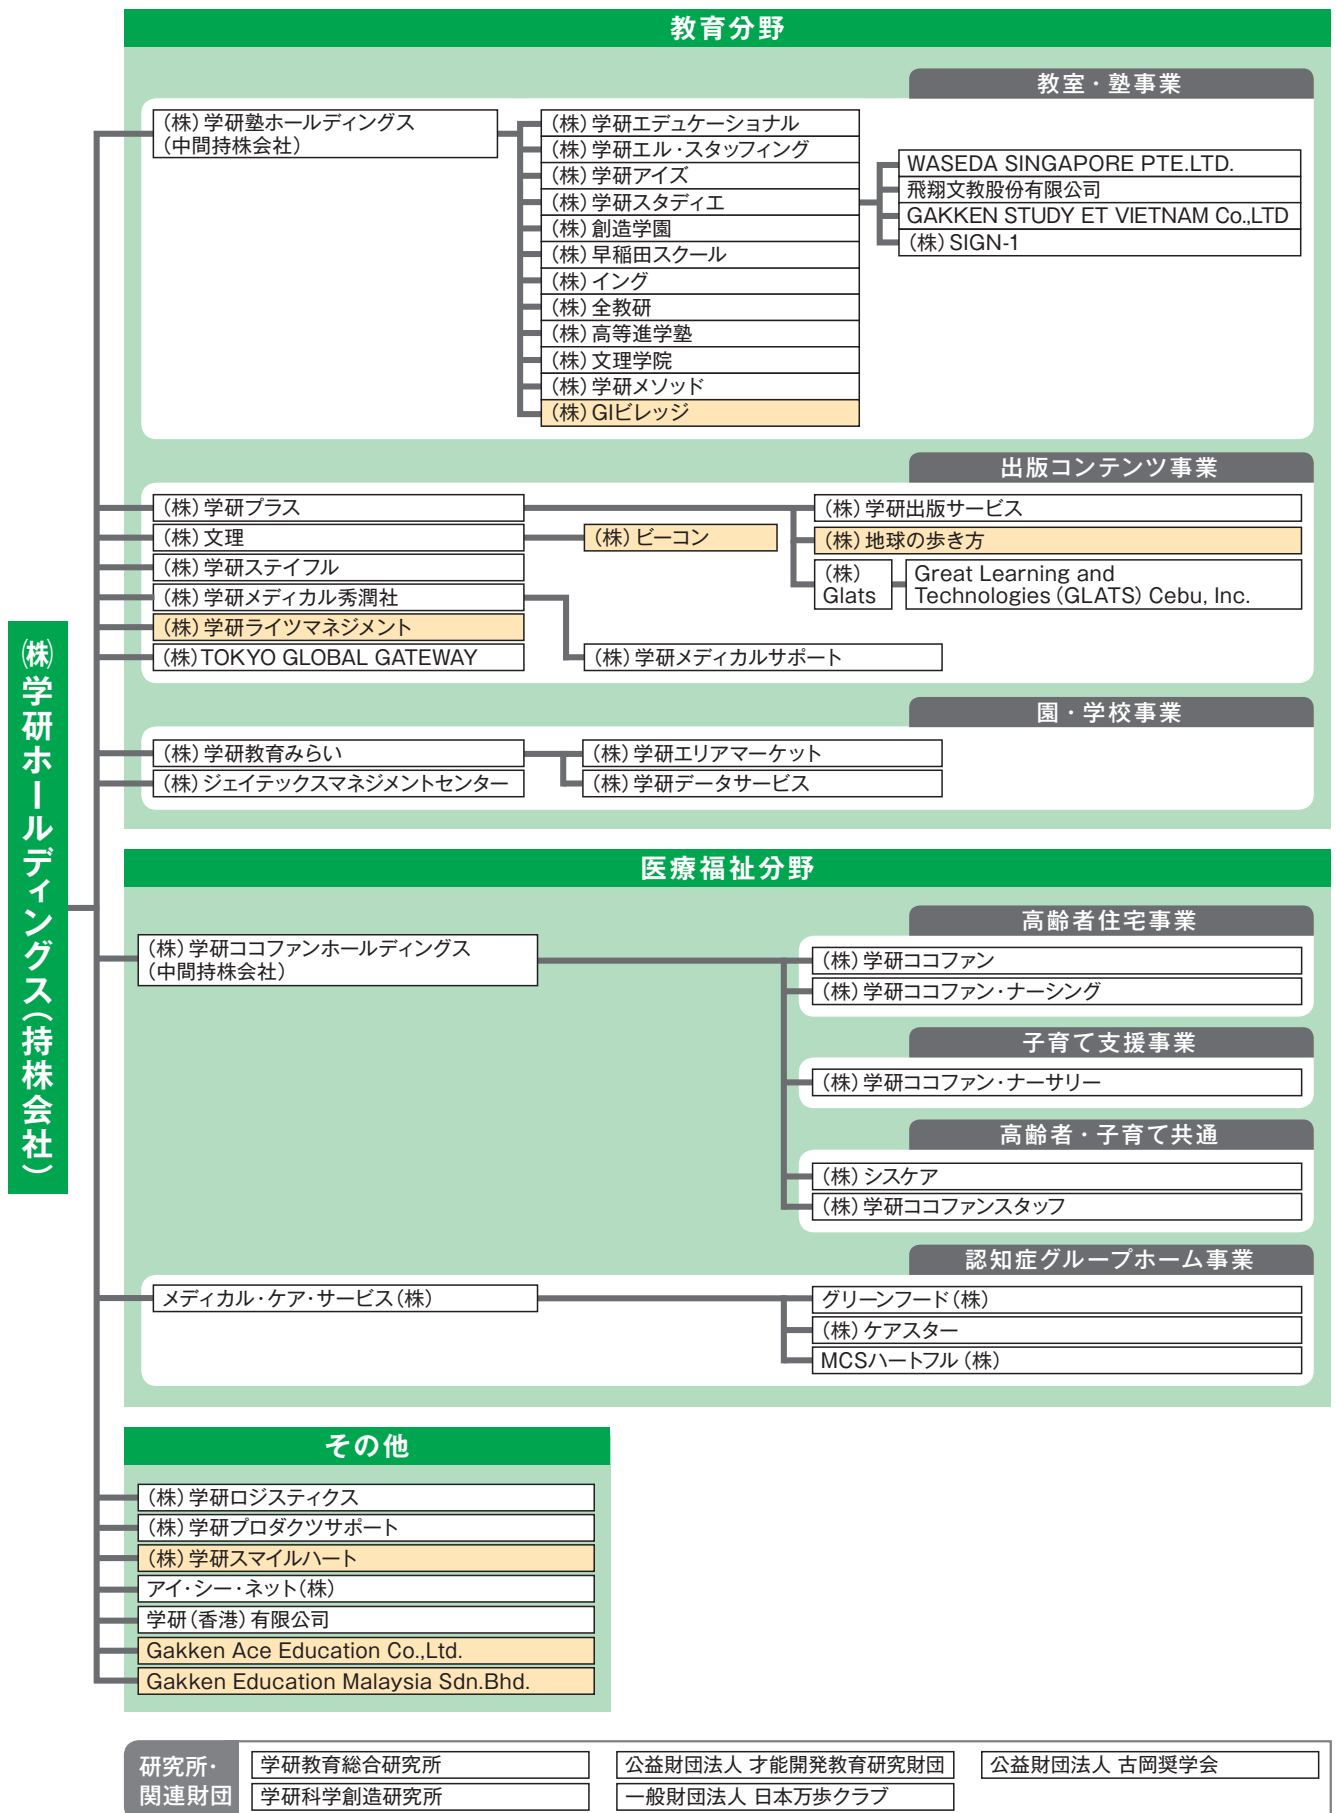 教育分野
教室・塾事業
(株)学研塾ホールディングス
(中間持株会社)
(株)学研エデュケーショナル
(株)学研エル・スタッフィング
(株)学研アイズ
(株)学研スタディエ
(株)創造学園
(株)早稲田スクール
(株)イング
(株)全教研
(株)高等進学塾
(株)文理学院
(株)学研メソッド
(株)GIビレッジ
WASEDA SINGAPORE PTE.LTD.
飛翔文教股份有限公司
GAKKEN STUDY ET VIETNAM Co.,LTD
(株)SIGN-1
出版コンテンツ事業
(株)学研プラス
(株)文理
(株)学研ステイフル
(株)学研メディカル秀潤社
(株)学研ライツマネジメント
(株)TOKYO GLOBAL GATEWAY
(株)ビーコン
(株)学研メディカルサポート
(株)学研出版サービス
(株)地球の歩き方
(株)
Glats
Great Learning and
Technologies (GLATS) Cebu, Inc.
園・学校事業
(株)学研教育みらい
(株)ジェイテックスマネジメントセンター
(株)学研エリアマーケット
(株)学研データサービス
(株)学研ホールディングス(持株会社)
医療福祉分野
高齢者住宅事業
(株)学研ココファンホールディングス
(中間持株会社)
(株)学研ココファン
(株)学研ココファン・ナーシング
子育て支援事業
(株)学研ココファン・ナーサリー
高齢者・子育て共通
(株)シスケア
(株)学研ココファンスタッフ
認知症グループホーム事業
メディカル・ケア・サービス(株)
グリーンフード(株)
(株)ケアスター
MCSハートフル(株)
その他
(株)学研ロジスティクス
(株)学研プロダクツサポート
(株)学研スマイルハート
アイ・シー・ネット(株)
学研(香港)有限公司
Gakken Ace Education Co.,Ltd.
Gakken Education Malaysia Sdn.Bhd.
研究所・
関連財団
学研教育総合研究所
公益財団法人 才能開発教育研究財団
公益財団法人 古岡奨学会
学研科学創造研究所
一般財団法人 日本万歩クラブ